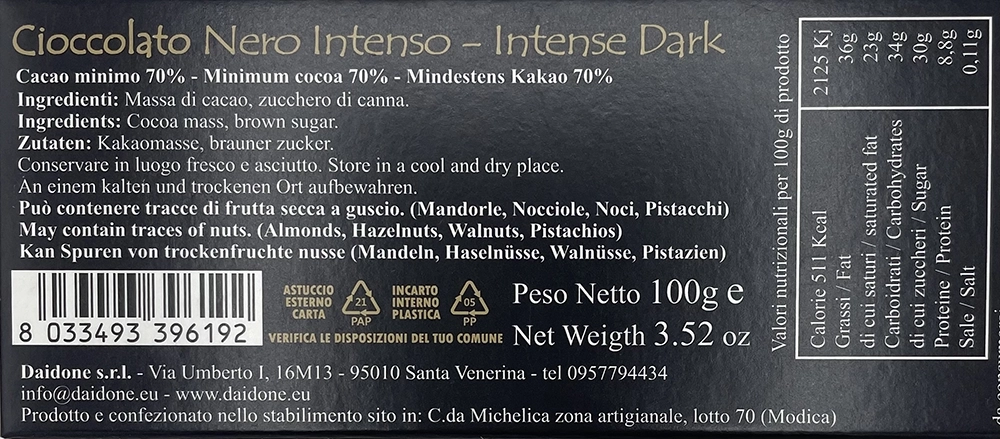 Cioccolato Nero Intenso – Intense Dark
Cacao minimo 70% - Minimum cocoa 70% - Mindestens Kakao 70%
Ingredienti: Massa di cacao, zucchero di canna.
Ingredients: Cocoa mass, brown sugar.
Zutaten: Kakaomasse, brauner zucker.
Conservare in luogo fresco e asciutto. Store in a cool and dry place.
An einem kalten und trockenen Ort aufbewahren.
Può contenere tracce di frutta secca a guscio. (Mandorle, Nocciole, Noci, Pistacchi)
May contain traces of nuts. (Almonds, Hazelnuts, Walnuts, Pistachios)
Kan Spuren von trockenfruchte nusse (Mandeln, Haselnüsse, Walnüsse, Pistazien)
8 033493 396192
ASTUCCIO
ESTERNO
CARTA
21
PAP
INCARTO
INTERNO
PLASTICA
05
PP
VERIFICA LE DISPOSIZIONI DEL TUO COMUNE
Peso Netto 100g e
Net Weigth 3.52 oz
Daidone s.r.l. - Via Umberto I, 16M13 - 95010 Santa Venerina - tel 0957794434
info@daidone.eu - www.daidone.eu
Prodotto e confezionato nello stabilimento sito in: C.da Michelica zona artigianale, lotto 70 (Modica)
Valori nutrizionali per 100g di prodotto
Calorie 511 Kcal 2125 Kj
Grassi / Fat 36g
di cui saturi / saturated fat 23g
Carboidrati / Carbohydrates 34g
di cui zuccheri / Sugar 30g
Proteine / Protein 8,8g
Sale / Salt 0,11g